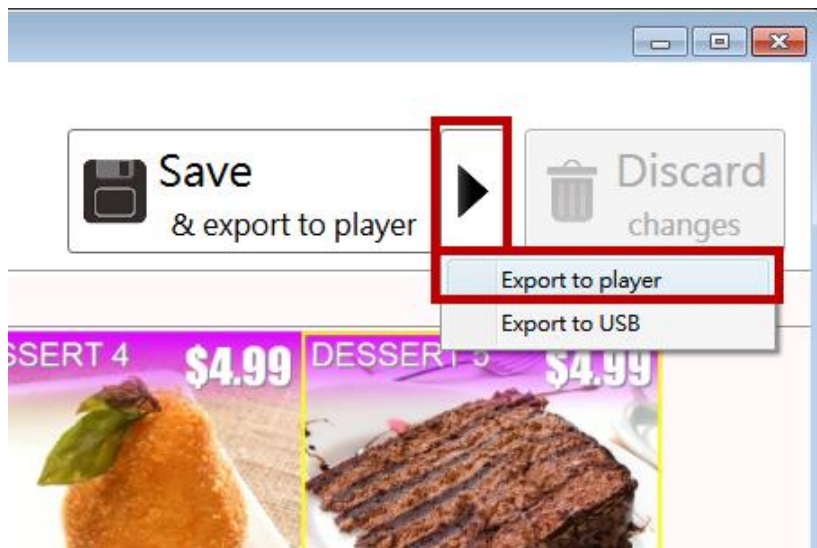 Save
& export to player
Discard
changes
Export to player
Export to USB
SSERT 4
$4.99
DESSERT 5
$4.99